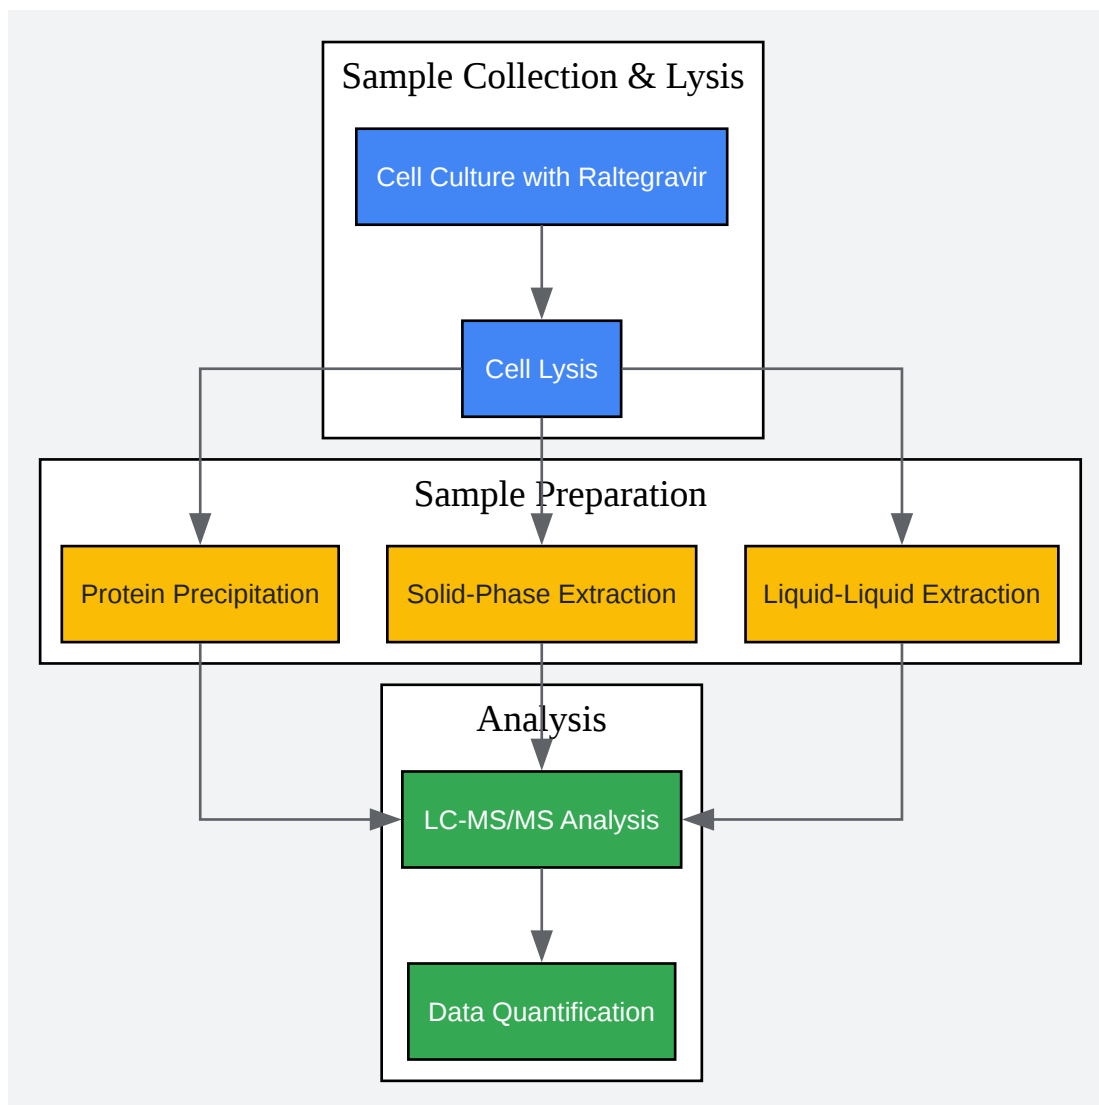 Sample Collection & Lysis
Cell Culture with Raltegravir
Cell Lysis
Sample Preparation
Protein Precipitation
Solid-Phase Extraction
Liquid-Liquid Extraction
Analysis
LC-MS/MS Analysis
Data Quantification